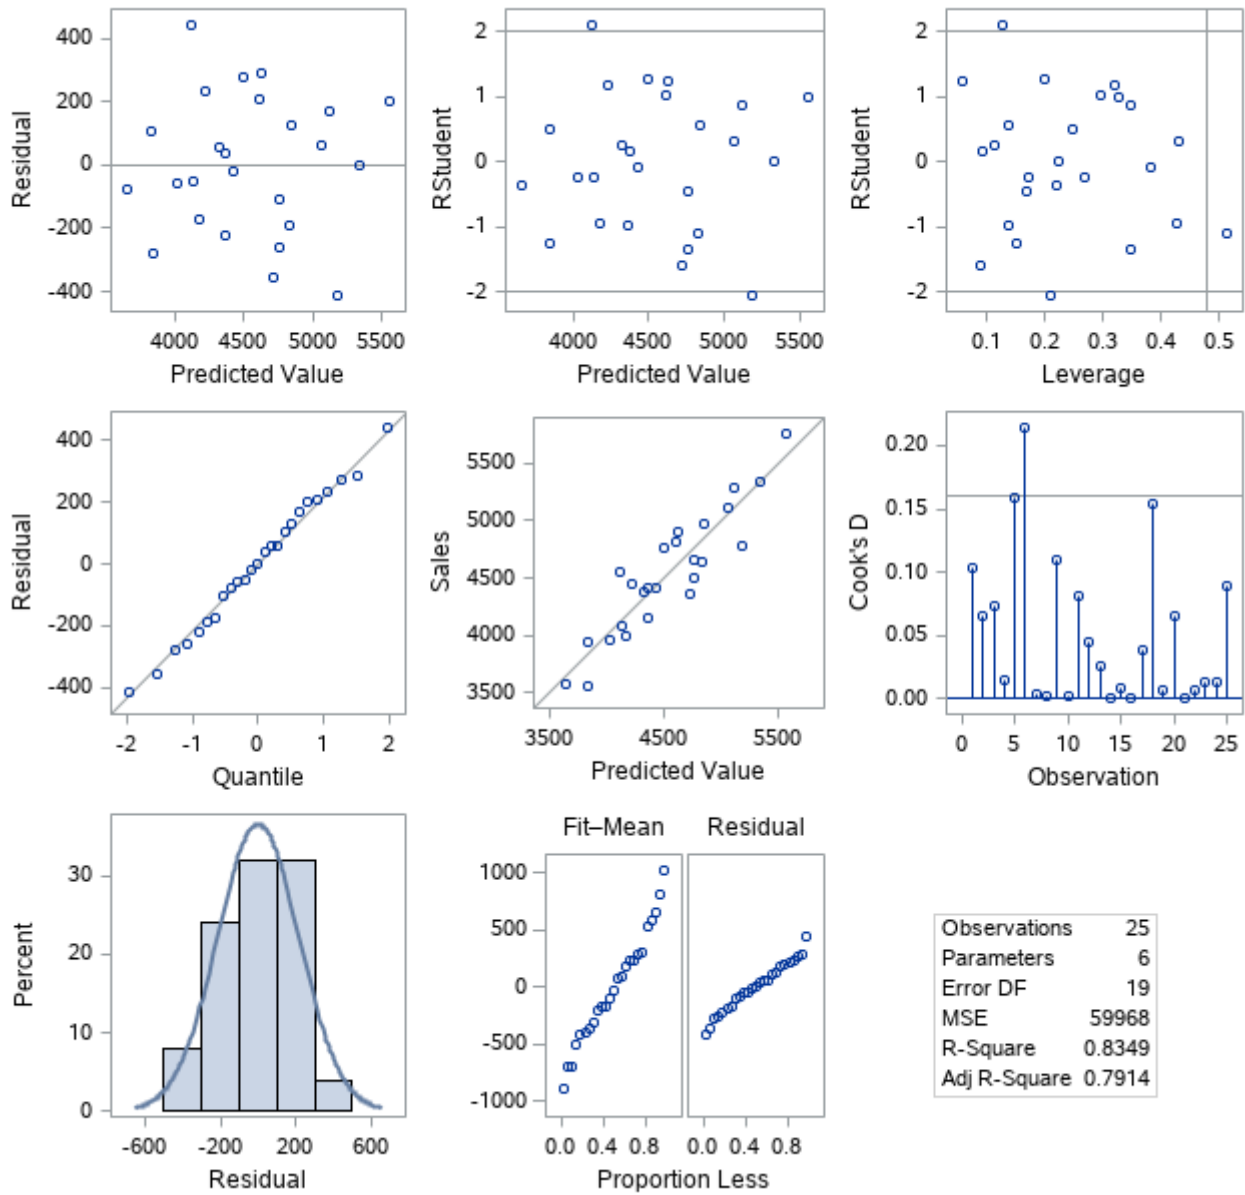 400
200
0
-200
-400
Residual
4000 4500 5000 5500
Predicted Value
2
1
0
-1
-2
RStudent
4000 4500 5000 5500
Predicted Value
2
1
0
-1
-2
RStudent
0.1 0.2 0.3 0.4 0.5
Leverage
400
200
0
-200
-400
Residual
-2 -1 0 1 2
Quantile
5500
5000
4500
4000
3500
Sales
3500 4500 5500
Predicted Value
0.20
0.15
0.10
0.05
0.00
Cook's D
0 5 10 15 20 25
Observation
30
20
10
0
Percent
-600 -200 200 600
Residual
Fit–Mean Residual
1000
500
0
-500
-1000
0.0 0.4 0.8 0.0 0.4 0.8
Proportion Less
Observations 25
Parameters 6
Error DF 19
MSE 59968
R-Square 0.8349
Adj R-Square 0.7914